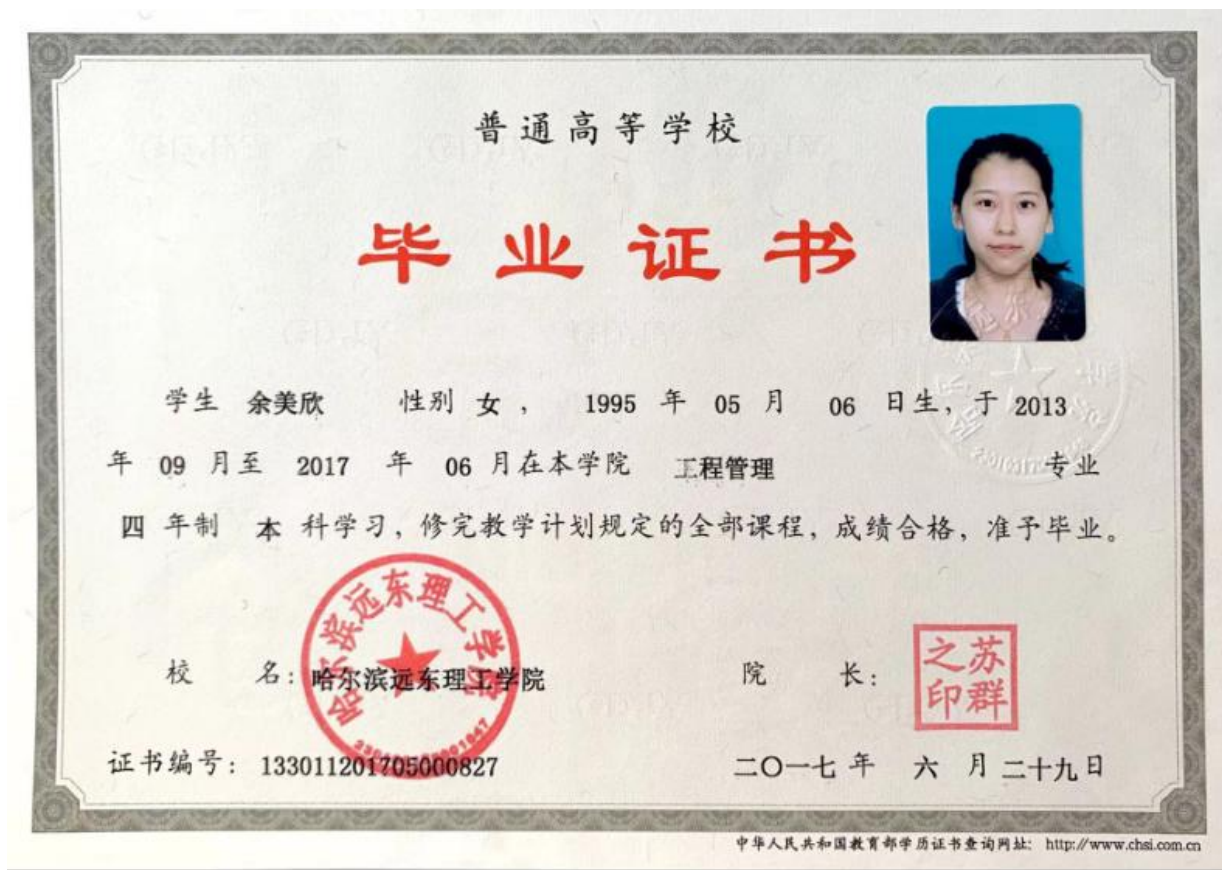 普通高等学校
毕业证书
学生 余美欣 性别 女 ， 1995 年 05 月 06 日生，于 2013
年 09 月至 2017 年 06 月在本学院 工程管理 专业
四 年制 本 科学习，修完教学计划规定的全部课程，成绩合格，准予毕业。
哈尔滨远东理工学院
校 名：哈尔滨远东理工学院
院 长：
苏群之印
证书编号：133011201705000827
二〇一七 年 六 月 二十九日
中华人民共和国教育部学历证书查询网址：http://www.chsi.com.cn